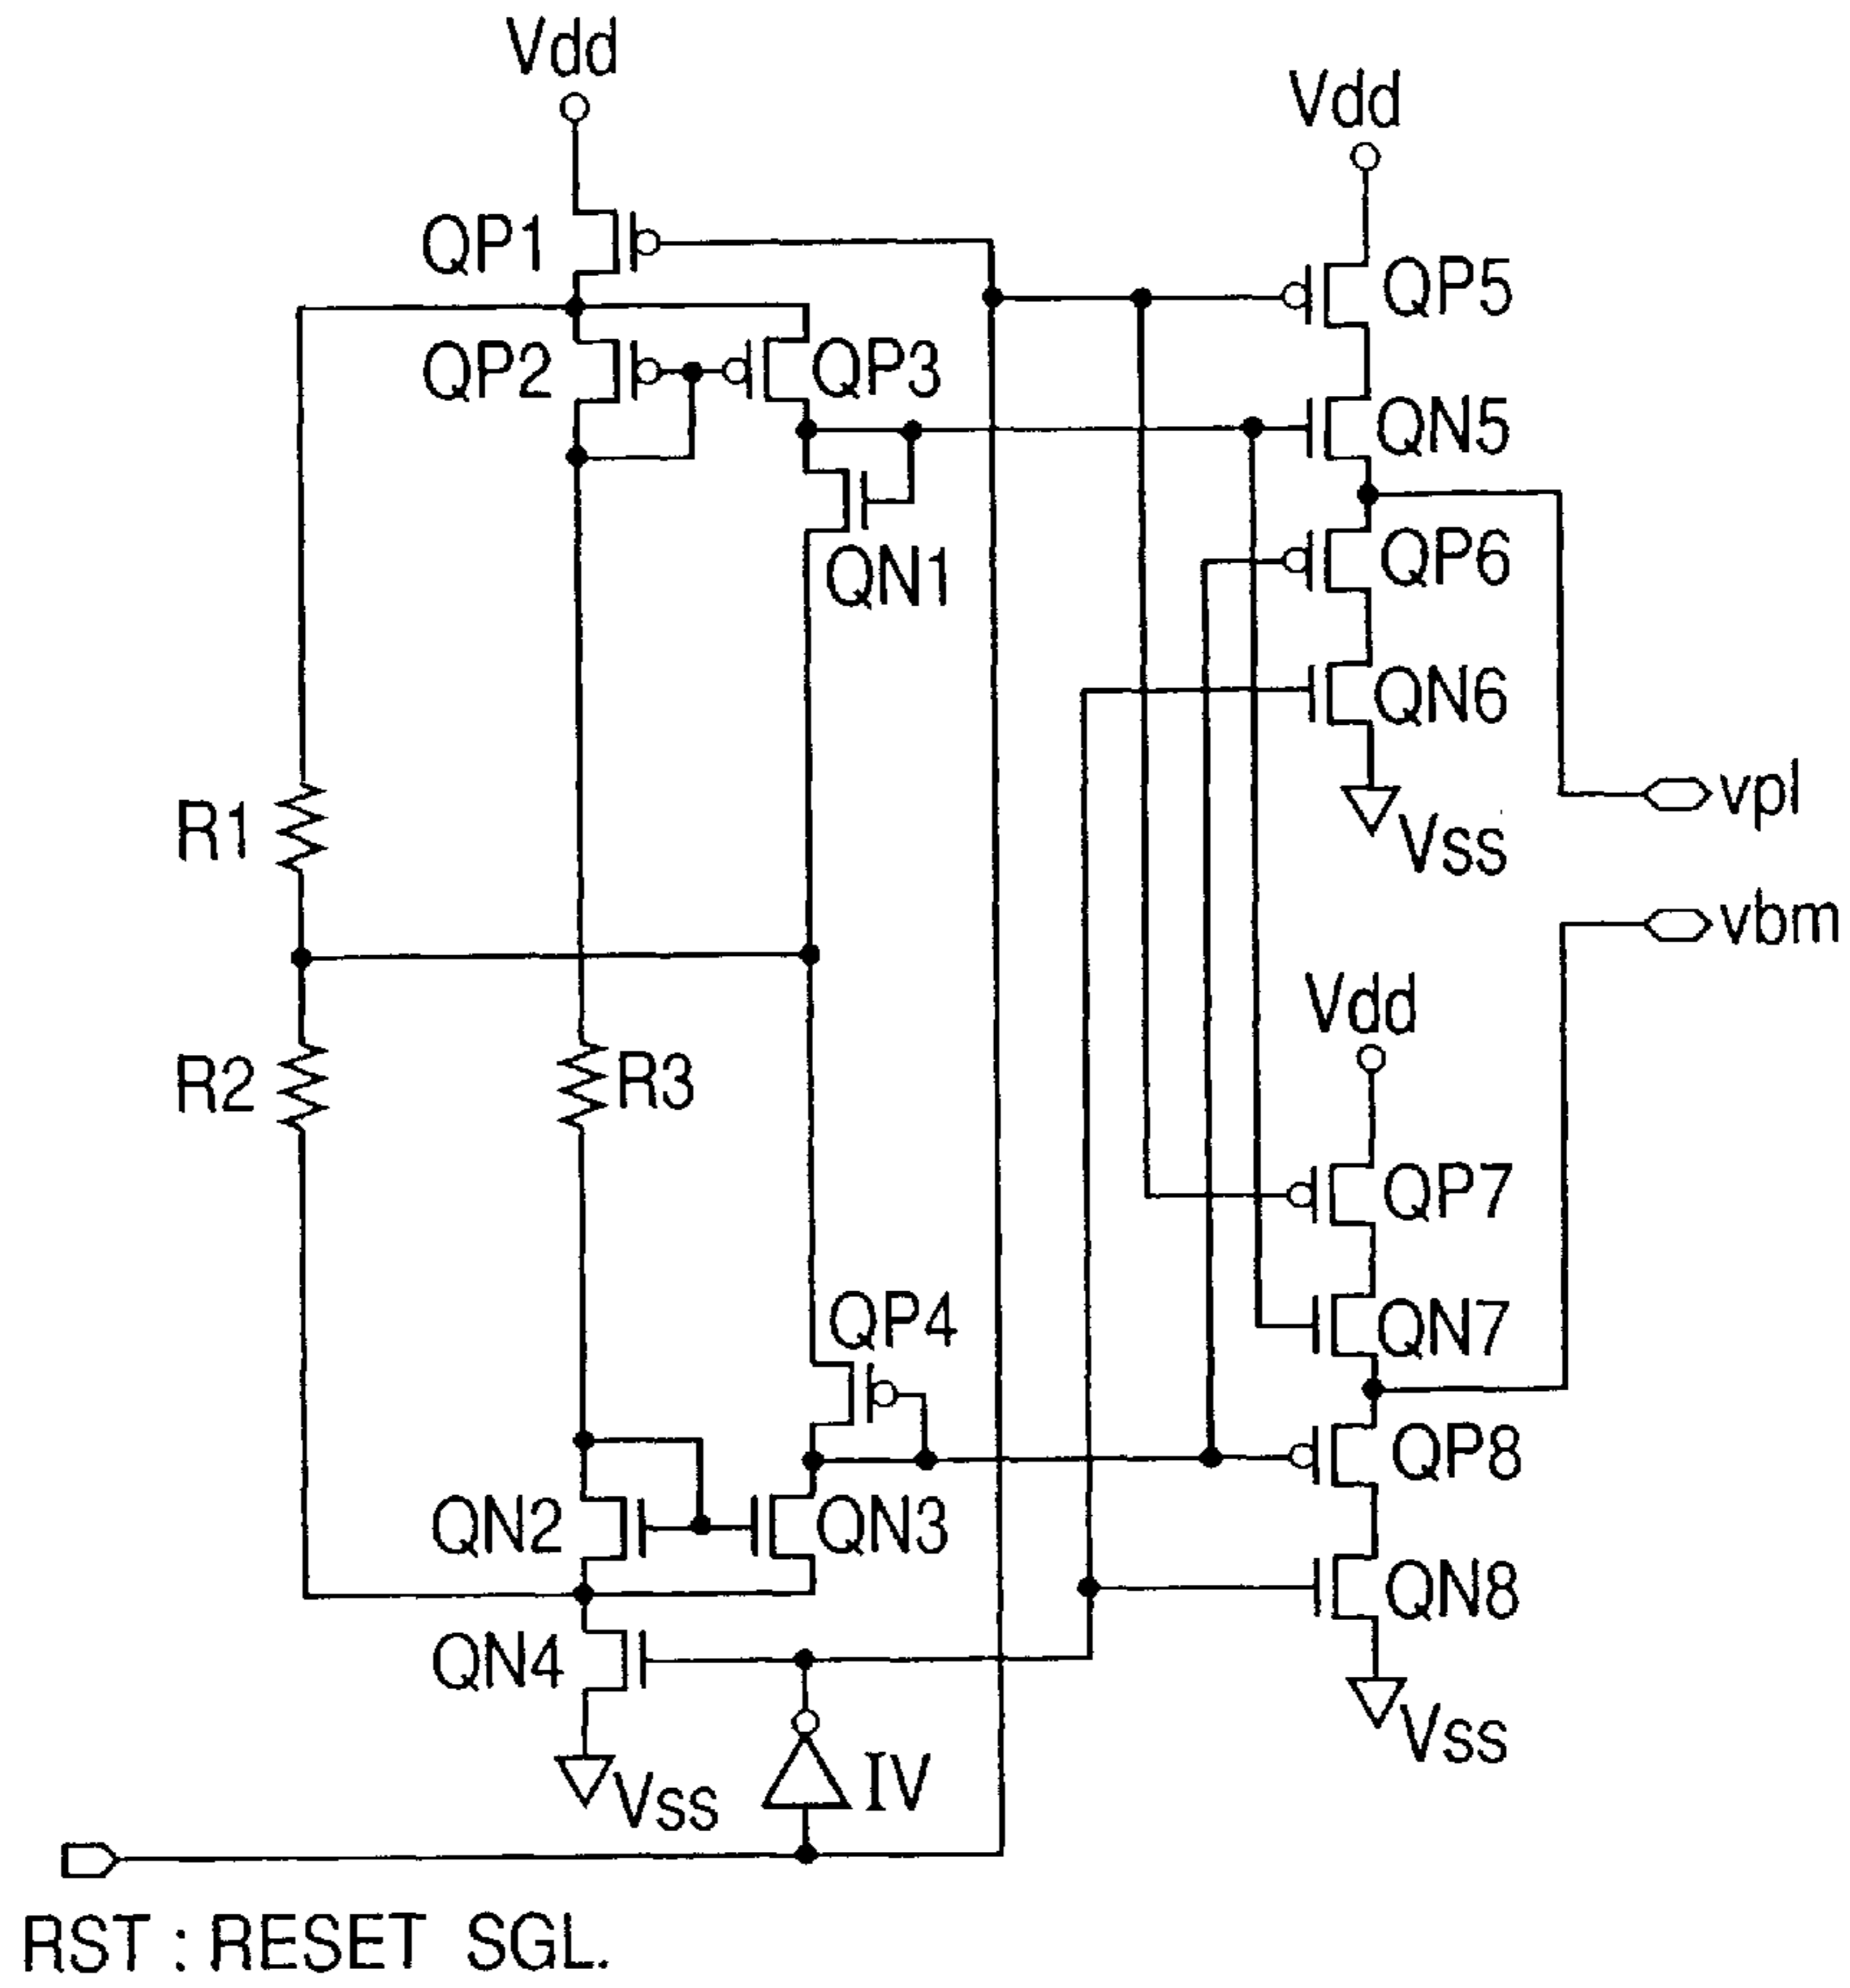 Vdd
Vdd
QP1
QP5
QP2
QP3
QN5
QP6
QN1
QN6
R1
vpl
Vss
vbm
Vdd
R2
R3
QP7
QP4
QN7
QP8
QN2
QN3
QN8
QN4
Vss
IV
Vss
RST : RESET SGL.